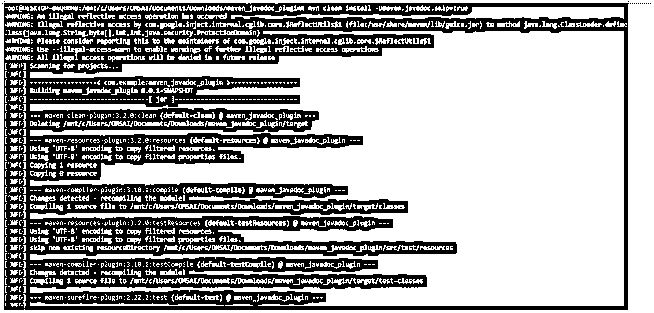 root@DESKTOP-  :/mnt/c/Users/OMSAI/Documents/Downloads/maven_javadoc_plugin# mvn clean install -Dmaven.javadoc.skip=true
WARNING: An illegal reflective access operation has occurred
WARNING: Illegal reflective access by com.google.inject.internal.cglib.core.$ReflectUtils$1 (file:/usr/share/maven/lib/guice.jar) to method java.lang.ClassLoader.define
Class(java.lang.String,byte[],int,int,java.security.ProtectionDomain)
WARNING: Please consider reporting this to the maintainers of com.google.inject.internal.cglib.core.$ReflectUtils$1
WARNING: Use --illegal-access=warn to enable warnings of further illegal reflective access operations
WARNING: All illegal access operations will be denied in a future release
[INFO] Scanning for projects...
[INFO]
[INFO] ------------------< com.example:maven_javadoc_plugin >------------------
[INFO] Building maven_javadoc_plugin 0.0.1-SNAPSHOT
[INFO] --------------------------------[ jar ]---------------------------------
[INFO]
[INFO] --- maven-clean-plugin:3.2.0:clean (default-clean) @ maven_javadoc_plugin ---
[INFO] Deleting /mnt/c/Users/OMSAI/Documents/Downloads/maven_javadoc_plugin/target
[INFO]
[INFO] --- maven-resources-plugin:3.2.0:resources (default-resources) @ maven_javadoc_plugin ---
[INFO] Using 'UTF-8' encoding to copy filtered resources.
[INFO] Using 'UTF-8' encoding to copy filtered properties files.
[INFO] Copying 1 resource
[INFO] Copying 0 resource
[INFO]
[INFO] --- maven-compiler-plugin:3.10.1:compile (default-compile) @ maven_javadoc_plugin ---
[INFO] Changes detected - recompiling the module!
[INFO] Compiling 1 source file to /mnt/c/Users/OMSAI/Documents/Downloads/maven_javadoc_plugin/target/classes
[INFO]
[INFO] --- maven-resources-plugin:3.2.0:testResources (default-testResources) @ maven_javadoc_plugin ---
[INFO] Using 'UTF-8' encoding to copy filtered resources.
[INFO] Using 'UTF-8' encoding to copy filtered properties files.
[INFO] skip non existing resourceDirectory /mnt/c/Users/OMSAI/Documents/Downloads/maven_javadoc_plugin/src/test/resources
[INFO]
[INFO] --- maven-compiler-plugin:3.10.1:testCompile (default-testCompile) @ maven_javadoc_plugin ---
[INFO] Changes detected - recompiling the module!
[INFO] Compiling 1 source file to /mnt/c/Users/OMSAI/Documents/Downloads/maven_javadoc_plugin/target/test-classes
[INFO]
[INFO] --- maven-surefire-plugin:2.22.2:test (default-test) @ maven_javadoc_plugin ---
[INFO]